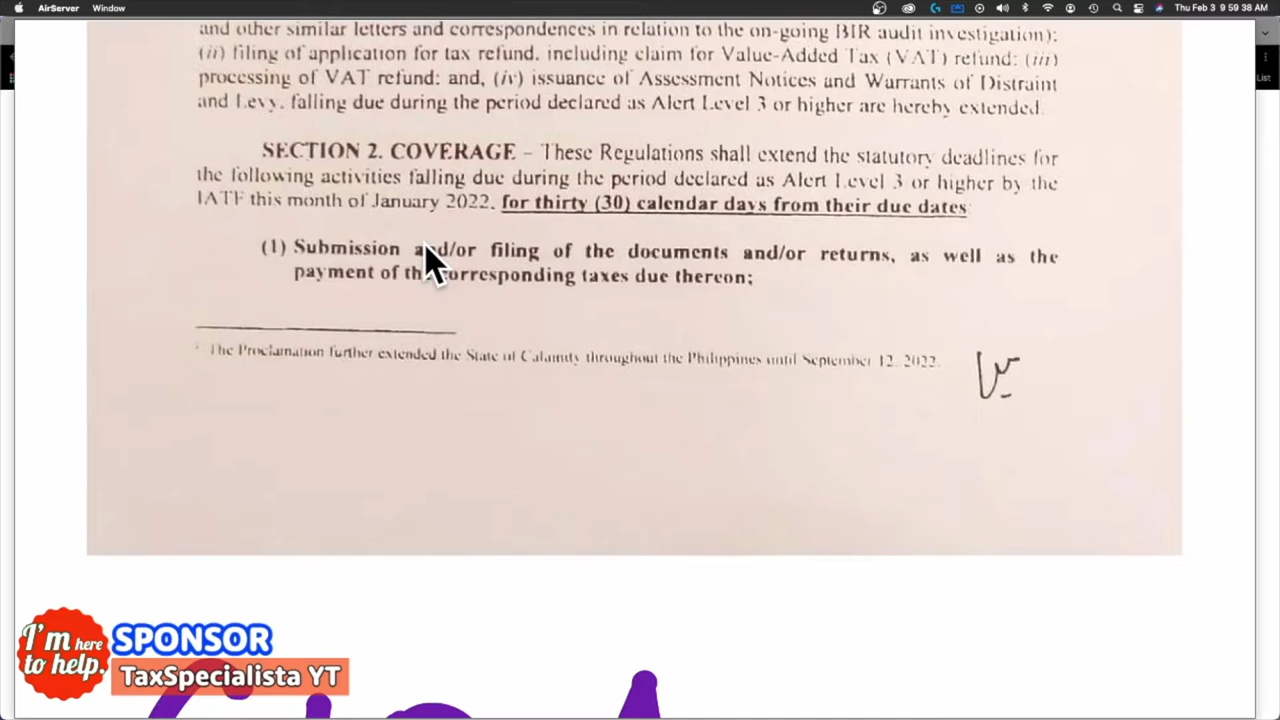 AirServer Window Thu Feb 3 9:59:38 AM
and other similar letters and correspondences in relation to the on-going BIR audit investigation);
(ii) filing of application for tax refund, including claim for Value-Added Tax (VAT) refund; (iii)
processing of VAT refund; and, (iv) issuance of Assessment Notices and Warrants of Distraint
and Levy, falling due during the period declared as Alert Level 3 or higher are hereby extended.
List
SECTION 2. COVERAGE – These Regulations shall extend the statutory deadlines for
the following activities falling due during the period declared as Alert Level 3 or higher by the
IATF this month of January 2022, for thirty (30) calendar days from their due dates:
(1) Submission and/or filing of the documents and/or returns, as well as the
payment of the corresponding taxes due thereon;
The Proclamation further extended the State of Calamity throughout the Philippines until September 12, 2022.
I'm here
to help.
SPONSOR
TaxSpecialista YT